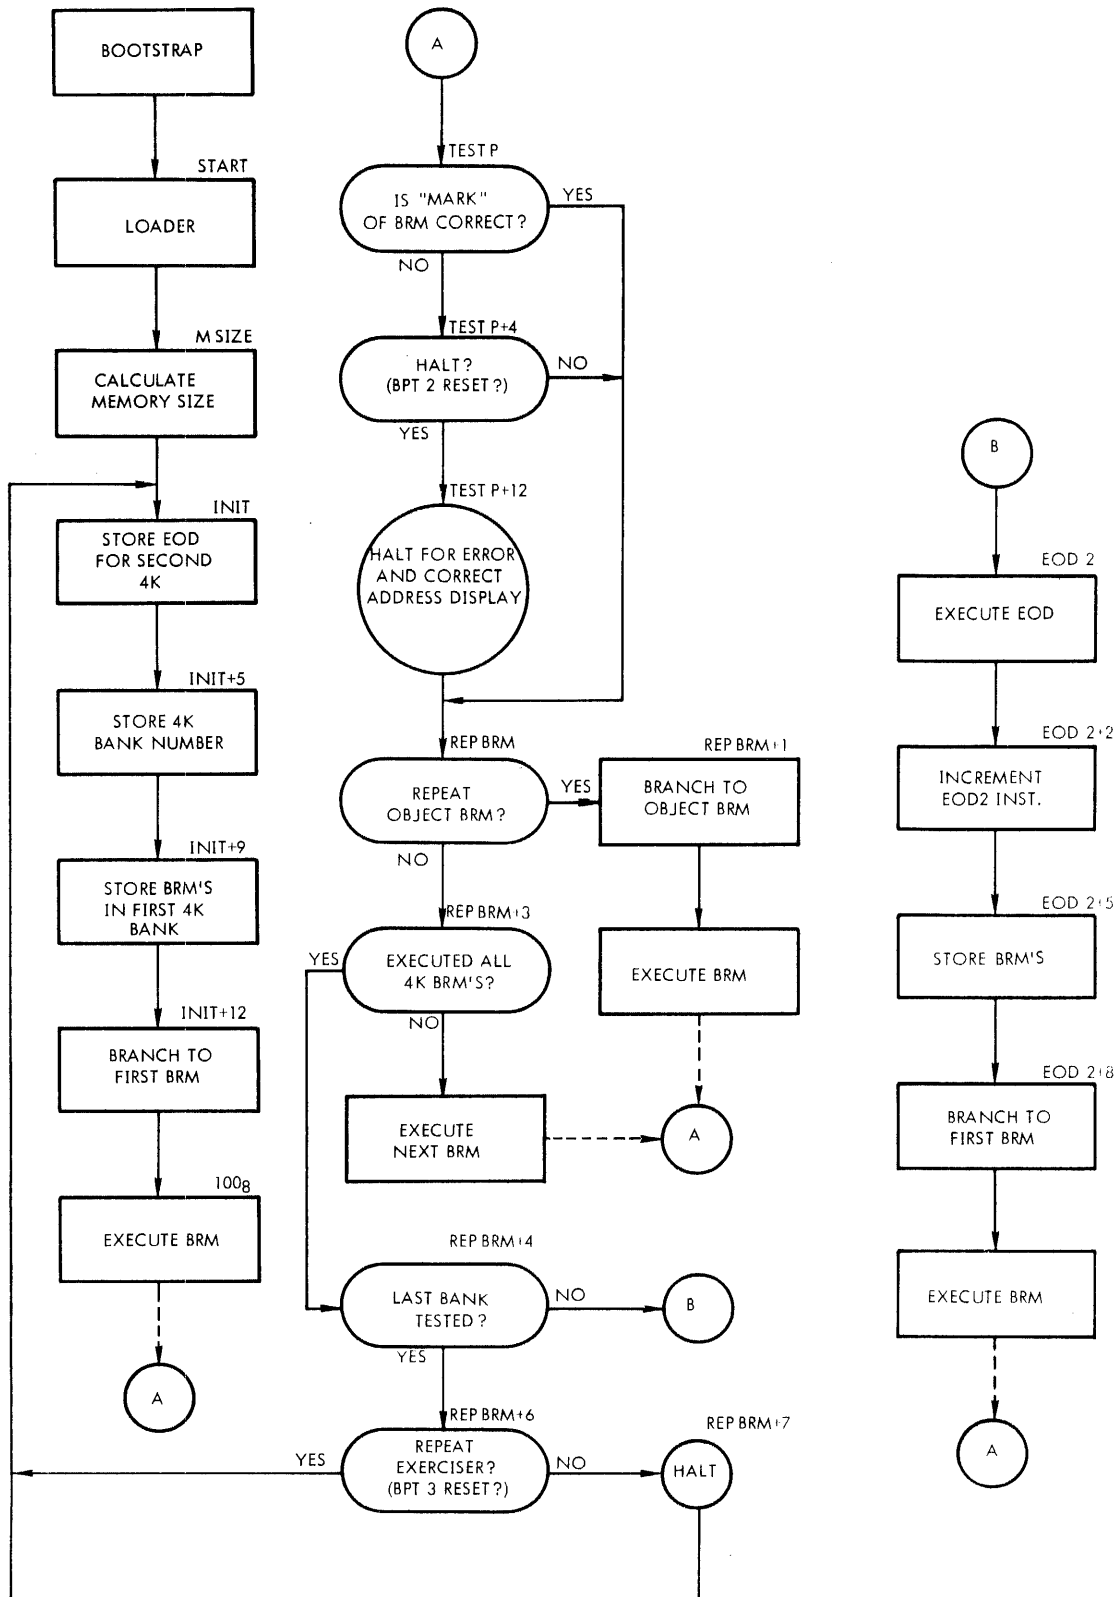 BOOTSTRAP
START
LOADER
M SIZE
CALCULATE
MEMORY SIZE
INIT
STORE EOD
FOR SECOND
4K
INIT+5
STORE 4K
BANK NUMBER
INIT+9
STORE BRM'S
IN FIRST 4K
BANK
INIT+12
BRANCH TO
FIRST BRM
100₈
EXECUTE BRM
A
A
TEST P
IS "MARK"
OF BRM CORRECT?
YES
NO
TEST P+4
HALT?
(BPT 2 RESET?)
NO
YES
TEST P+12
HALT FOR ERROR
AND CORRECT
ADDRESS DISPLAY
REP BRM
REPEAT
OBJECT BRM?
YES
NO
REP BRM+1
BRANCH TO
OBJECT BRM
EXECUTE BRM
A
REP BRM+3
EXECUTED ALL
4K BRM'S?
YES
NO
EXECUTE
NEXT BRM
REP BRM+4
LAST BANK
TESTED?
NO
B
YES
REP BRM+6
REPEAT
EXERCISER?
(BPT 3 RESET?)
YES
NO
REP BRM+7
HALT
B
EOD 2
EXECUTE EOD
EOD 2+2
INCREMENT
EOD2 INST.
EOD 2+5
STORE BRM'S
EOD 2+8
BRANCH TO
FIRST BRM
EXECUTE BRM
A